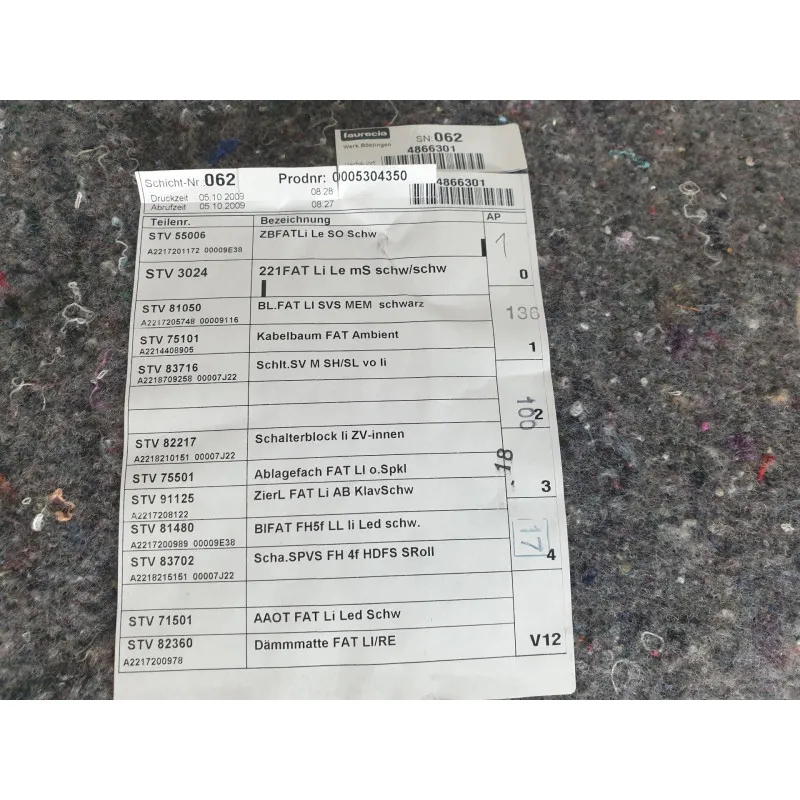 faurecia
SN: 062
Werk Böblingen
4866301
Schicht-Nr. 062 Prodnr: 0005304350 4866301
Druckzeit 05.10.2009 08:28
Abrufzeit 05.10.2009 08:27
Teilenr. Bezeichnung AP
STV 55006 ZBFATLi Le SO Schw 1
A2217201172 00009E38
STV 3024 221FAT Li Le mS schw/schw 0
STV 81050 BL.FAT LI SVS MEM schwarz 136
A2217205748 00009116
STV 75101 Kabelbaum FAT Ambient 1
A2214408905
STV 83716 Schlt.SV M SH/SL vo li
A2218709258 00007J22
100 2
STV 82217 Schalterblock li ZV-innen
A2218210151 00007J22 18
STV 75501 Ablagefach FAT LI o.Spkl 3
STV 91125 ZierL FAT Li AB KlavSchw
A2217208122
STV 81480 BlFAT FH5f LL li Led schw. 17
A2217200989 00009E38
STV 83702 Scha.SPVS FH 4f HDFS SRoll 4
A2218215151 00007J22
STV 71501 AAOT FAT Li Led Schw
STV 82360 Dämmmatte FAT LI/RE V12
A2217200978